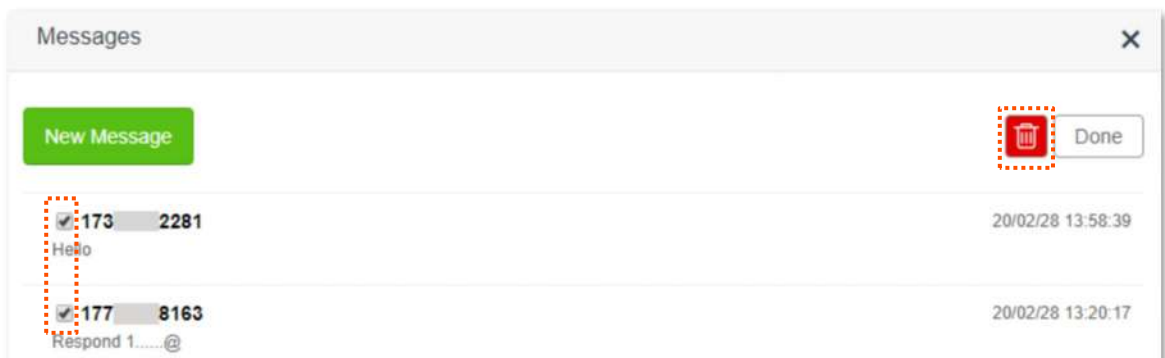 Messages
New Message
Done
173 2281
20/02/28 13:58:39
Hello
177 8163
20/02/28 13:20:17
Respond 1......@